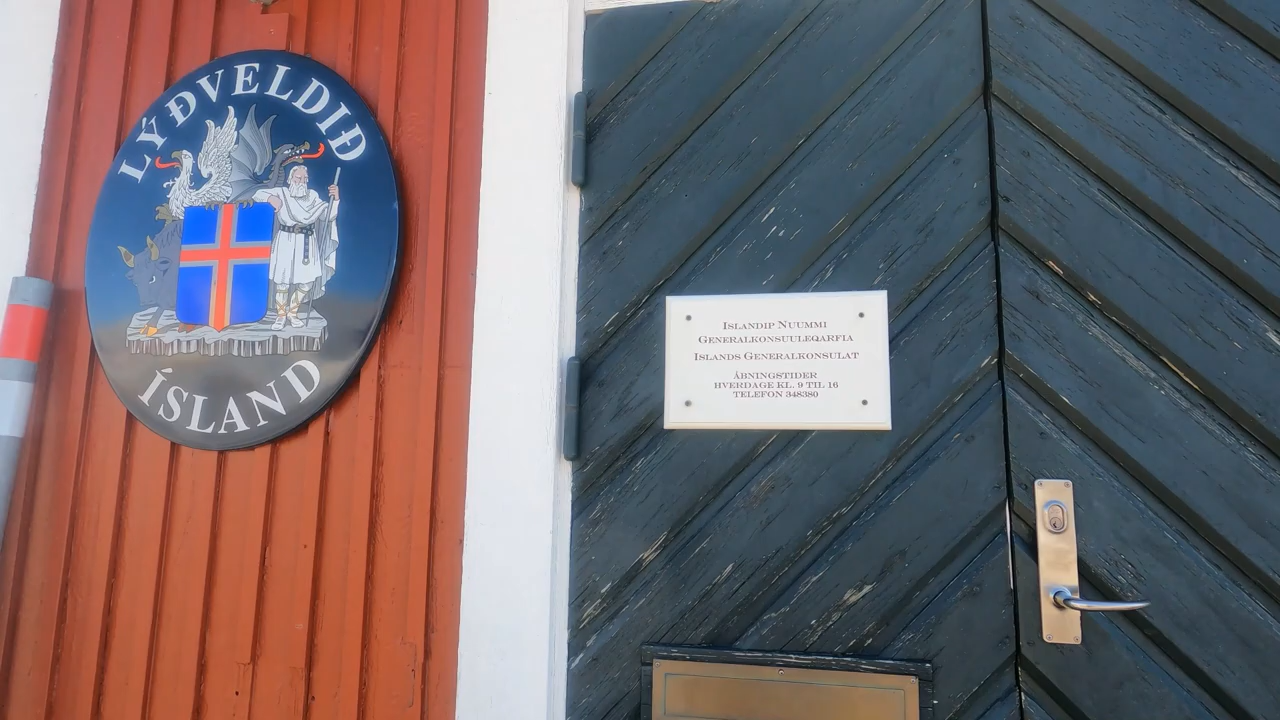 LÝÐVELDIÐ
ÍSLAND
ISLANDIP NUUMMI
GENERALKONSUULEQARFIA
ISLANDS GENERALKONSULAT
ÅBNINGSTIDER
HVERDAGE KL. 9 TIL 16
TELEFON 348380